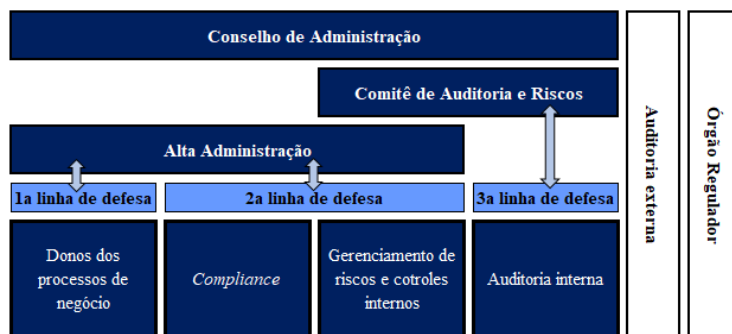 Conselho de Administração
Comitê de Auditoria e Riscos
Alta Administração
1a linha de defesa
2a linha de defesa
3a linha de defesa
Donos dos
processos de
negócio
Compliance
Gerenciamento de
riscos e cotroles
internos
Auditoria interna
Auditoria externa
Órgão Regulador